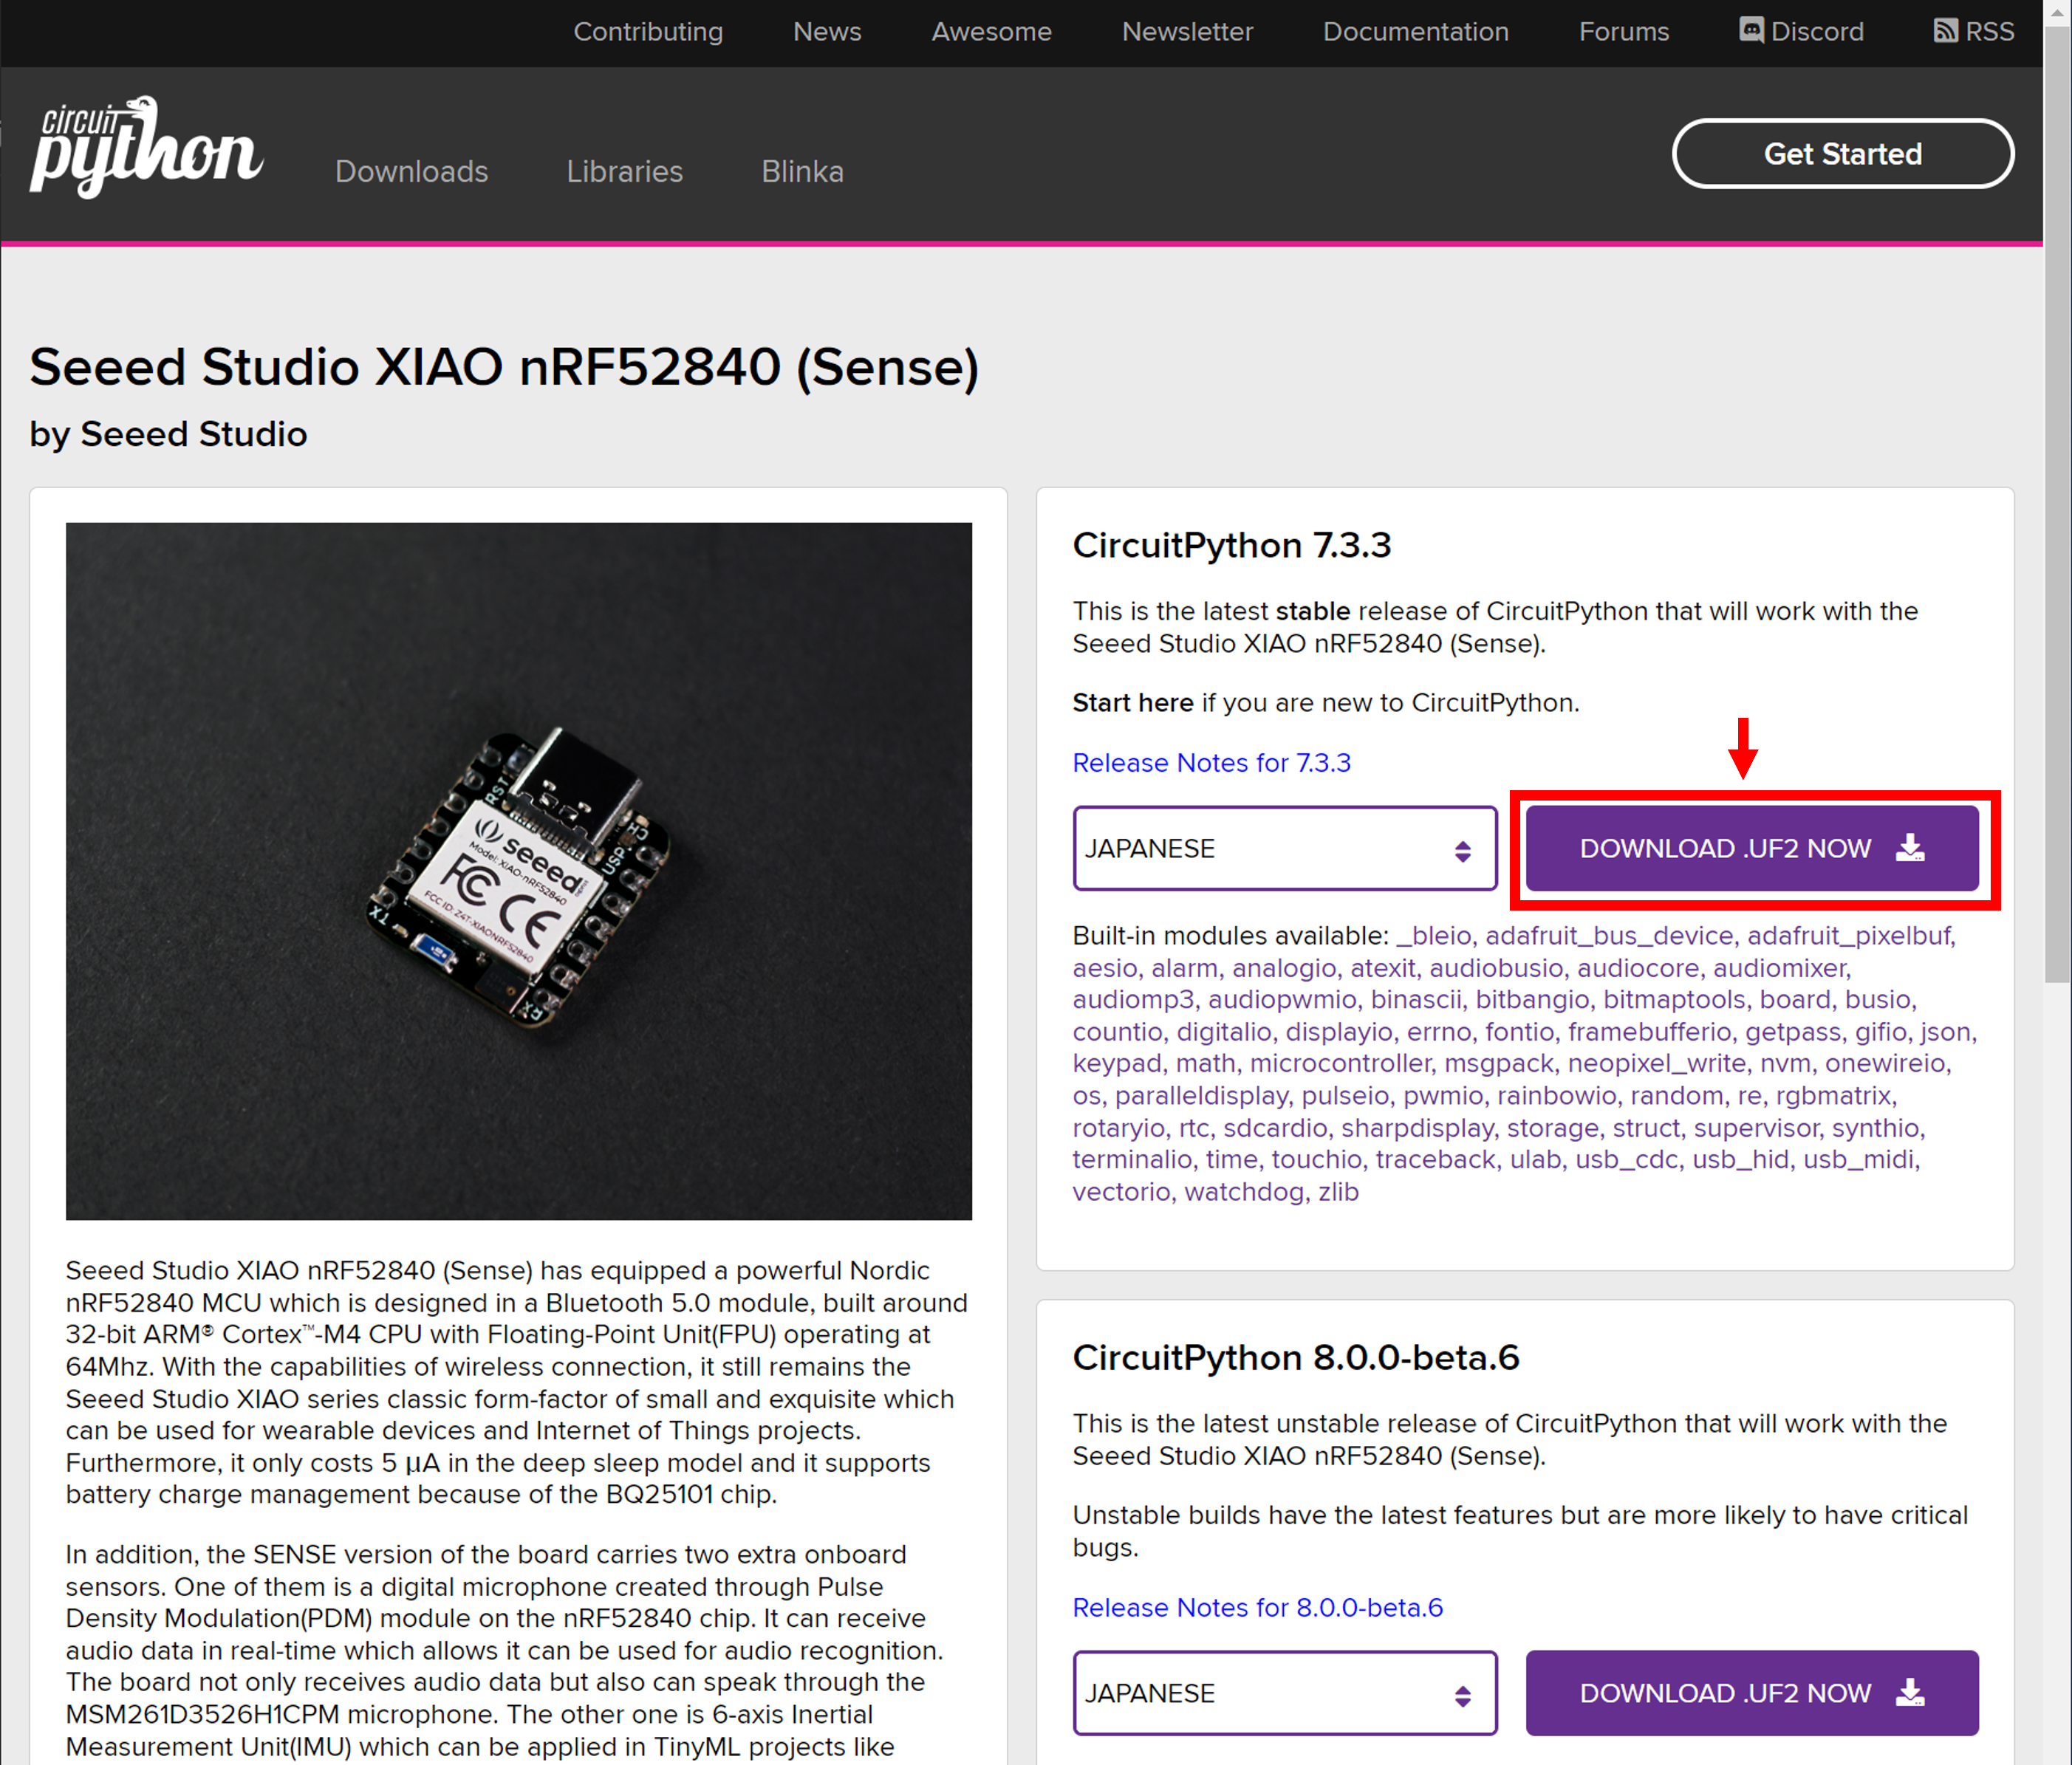 Contributing News Awesome Newsletter Documentation Forums Discord RSS
circuit
python
Downloads Libraries Blinka
Get Started
Seeed Studio XIAO nRF52840 (Sense)
by Seeed Studio
RST
CH
USR
seeed
studio
Model: XIAO-nRF52840
FC CE
FCC ID: Z4T-XIAONRF52840
X1
Seeed Studio XIAO nRF52840 (Sense) has equipped a powerful Nordic
nRF52840 MCU which is designed in a Bluetooth 5.0 module, built around
32-bit ARM® Cortex™-M4 CPU with Floating-Point Unit(FPU) operating at
64Mhz. With the capabilities of wireless connection, it still remains the
Seeed Studio XIAO series classic form-factor of small and exquisite which
can be used for wearable devices and Internet of Things projects.
Furthermore, it only costs 5 μA in the deep sleep model and it supports
battery charge management because of the BQ25101 chip.
In addition, the SENSE version of the board carries two extra onboard
sensors. One of them is a digital microphone created through Pulse
Density Modulation(PDM) module on the nRF52840 chip. It can receive
audio data in real-time which allows it can be used for audio recognition.
The board not only receives audio data but also can speak through the
MSM261D3526H1CPM microphone. The other one is 6-axis Inertial
Measurement Unit(IMU) which can be applied in TinyML projects like
CircuitPython 7.3.3
This is the latest stable release of CircuitPython that will work with the
Seeed Studio XIAO nRF52840 (Sense).
Start here if you are new to CircuitPython.
Release Notes for 7.3.3
JAPANESE
DOWNLOAD .UF2 NOW
Built-in modules available: _bleio, adafruit_bus_device, adafruit_pixelbuf,
aesio, alarm, analogio, atexit, audiobusio, audiocore, audiomixer,
audiomp3, audiopwmio, binascii, bitbangio, bitmaptools, board, busio,
countio, digitalio, displayio, errno, fontio, framebufferio, getpass, gifio, json,
keypad, math, microcontroller, msgpack, neopixel_write, nvm, onewireio,
os, paralleldisplay, pulseio, pwmio, rainbowio, random, re, rgbmatrix,
rotaryio, rtc, sdcardio, sharpdisplay, storage, struct, supervisor, synthio,
terminalio, time, touchio, traceback, ulab, usb_cdc, usb_hid, usb_midi,
vectorio, watchdog, zlib
CircuitPython 8.0.0-beta.6
This is the latest unstable release of CircuitPython that will work with the
Seeed Studio XIAO nRF52840 (Sense).
Unstable builds have the latest features but are more likely to have critical
bugs.
Release Notes for 8.0.0-beta.6
JAPANESE
DOWNLOAD .UF2 NOW